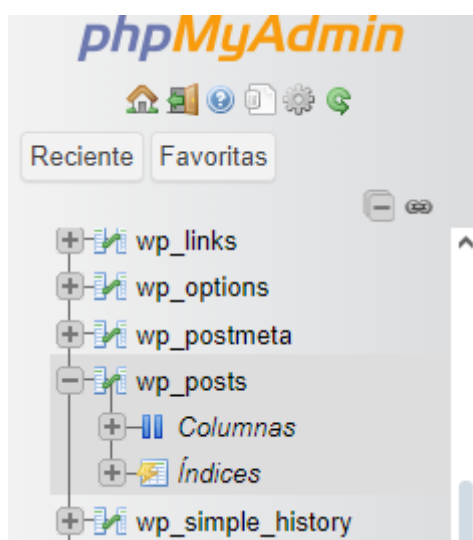 phpMyAdmin
Reciente Favoritas
wp_links
wp_options
wp_postmeta
wp_posts
Columnas
Índices
wp_simple_history